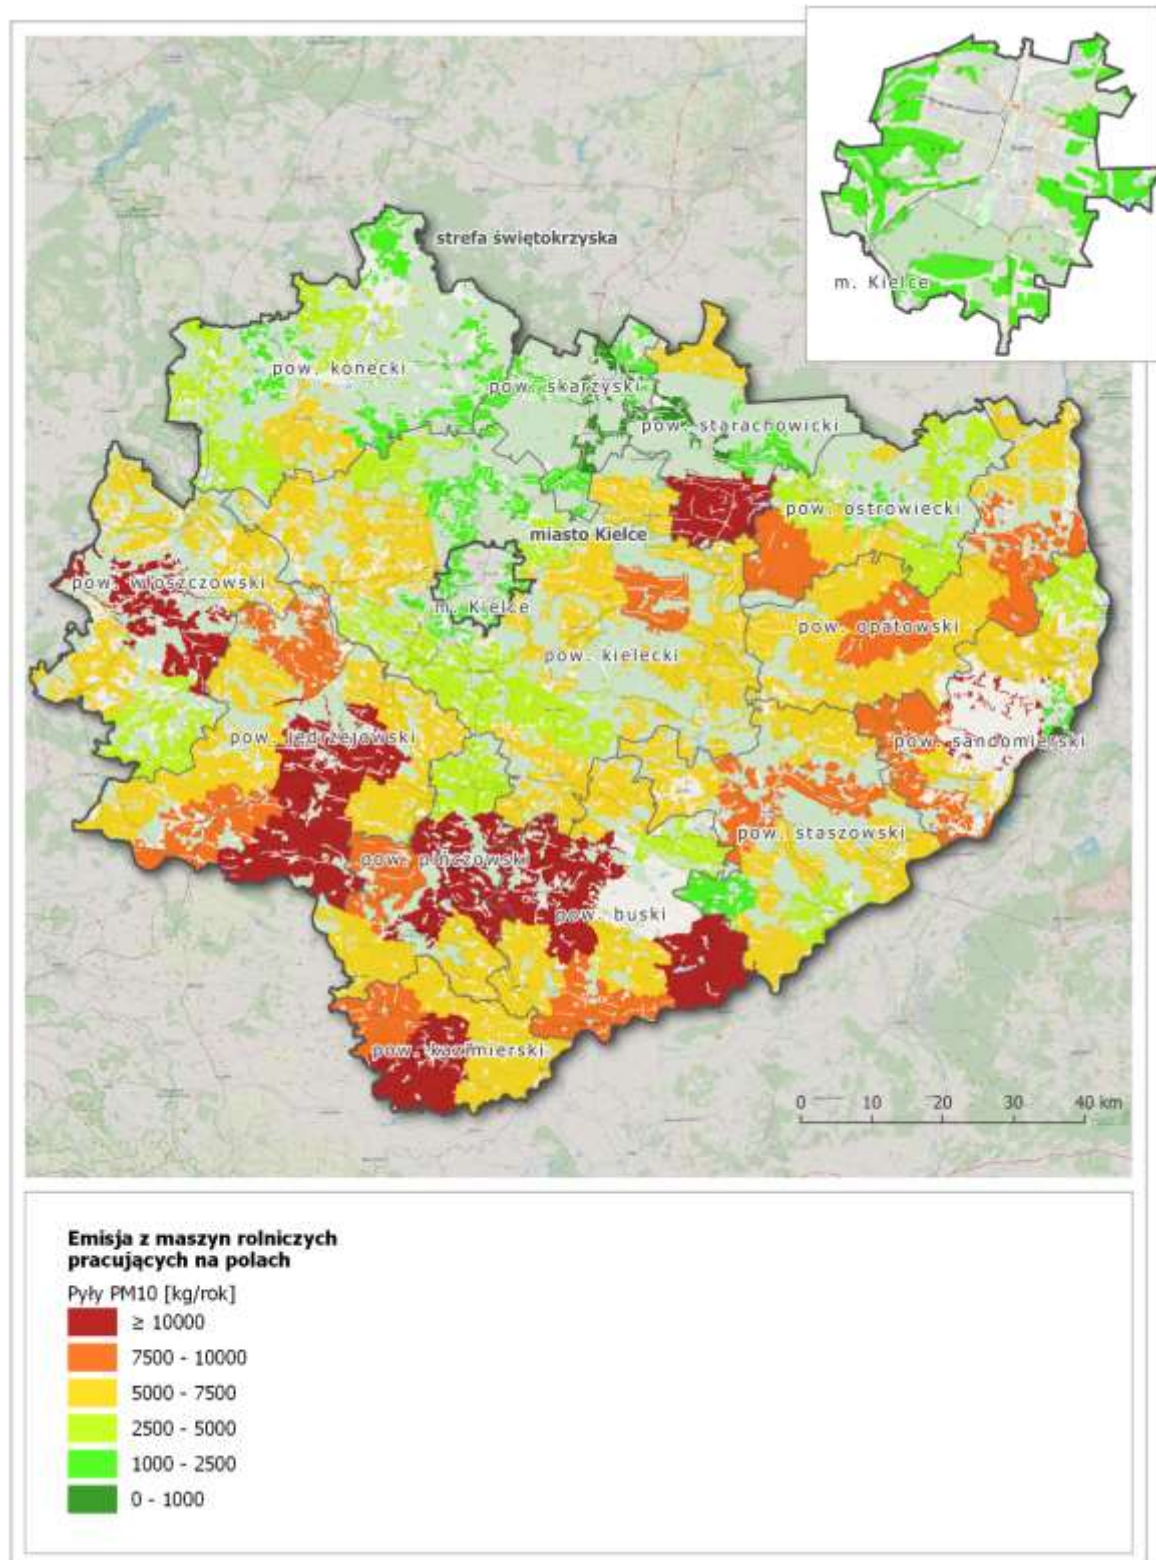 strefa świętokrzyska
m. Kielce
pow. konecki
pow. skarżyski
pow. starachowicki
pow. ostrowiecki
miasto Kielce
pow. włoszczowski
m. Kielce
pow. opatowski
pow. kielecki
pow. jędrzejowski
pow. sandomierski
pow. staszowski
pow. pińczowski
pow. buski
pow. kazimierski
0 10 20 30 40 km
Emisja z maszyn rolniczych
pracujących na polach
Pyły PM10 [kg/rok]
≥ 10000
7500 - 10000
5000 - 7500
2500 - 5000
1000 - 2500
0 - 1000